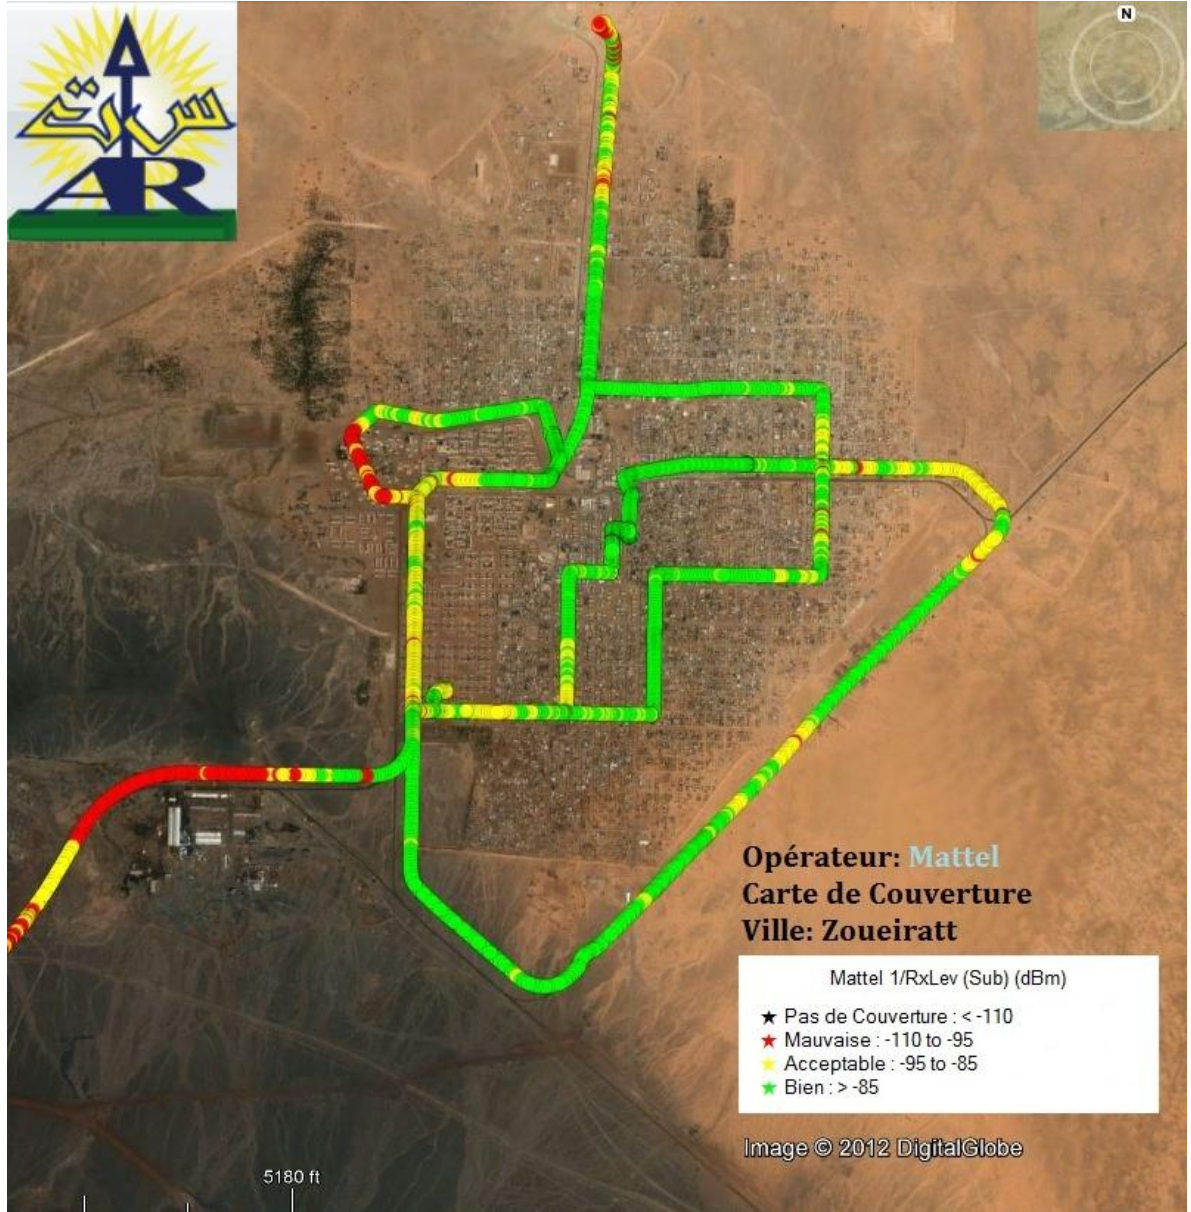 س ت
AR
N
Opérateur: Mattel
Carte de Couverture
Ville: Zoueiratt
Mattel 1/RxLev (Sub) (dBm)
Pas de Couverture : < -110
Mauvaise : -110 to -95
Acceptable : -95 to -85
Bien : > -85
Image © 2012 DigitalGlobe
5180 ft